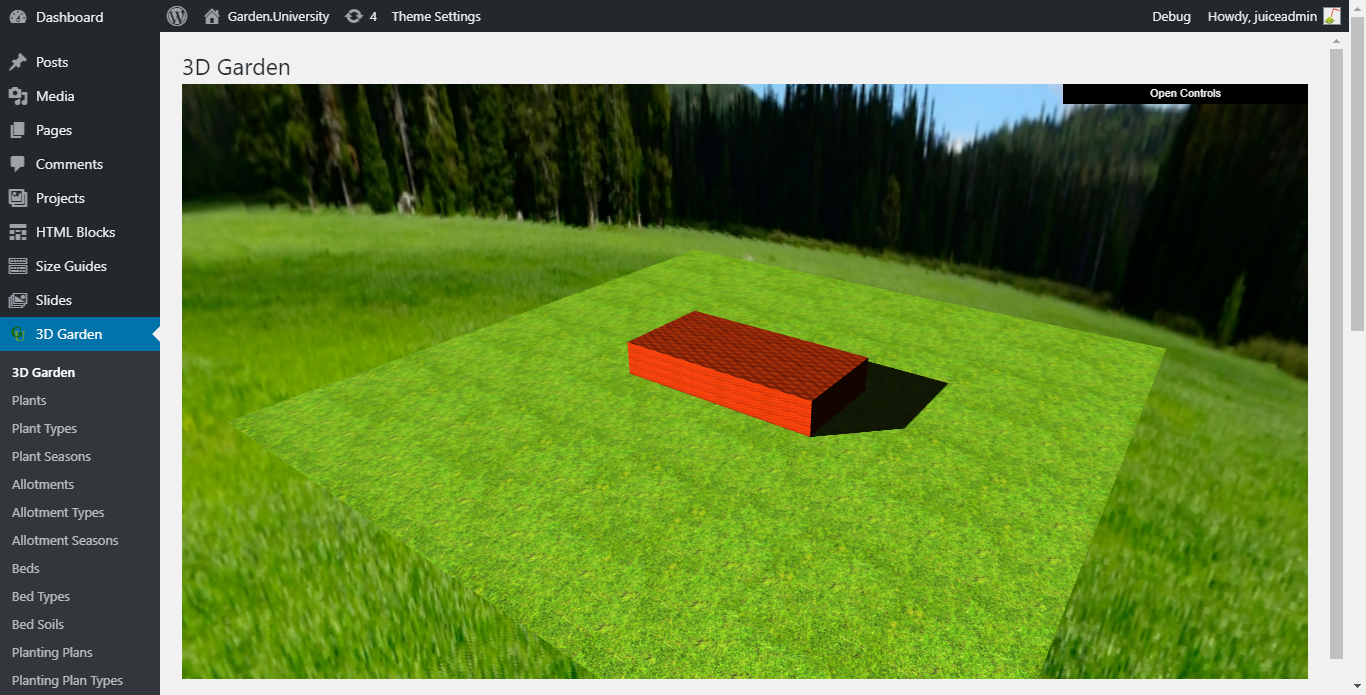 Dashboard
Garden.University
4
Theme Settings
Debug
Howdy, juiceadmin
Posts
Media
Pages
Comments
Projects
HTML Blocks
Size Guides
Slides
3D Garden
3D Garden
Plants
Plant Types
Plant Seasons
Allotments
Allotment Types
Allotment Seasons
Beds
Bed Types
Bed Soils
Planting Plans
Planting Plan Types
3D Garden
Open Controls